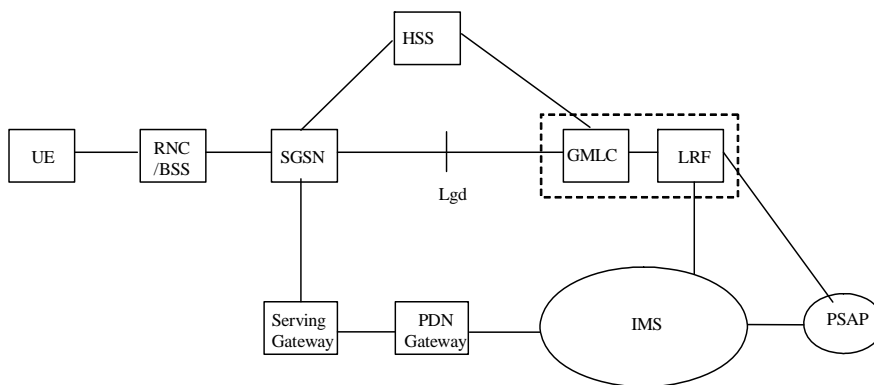 HSS
UE
RNC
/BSS
SGSN
GMLC
LRF
Lgd
Serving
Gateway
PDN
Gateway
IMS
PSAP